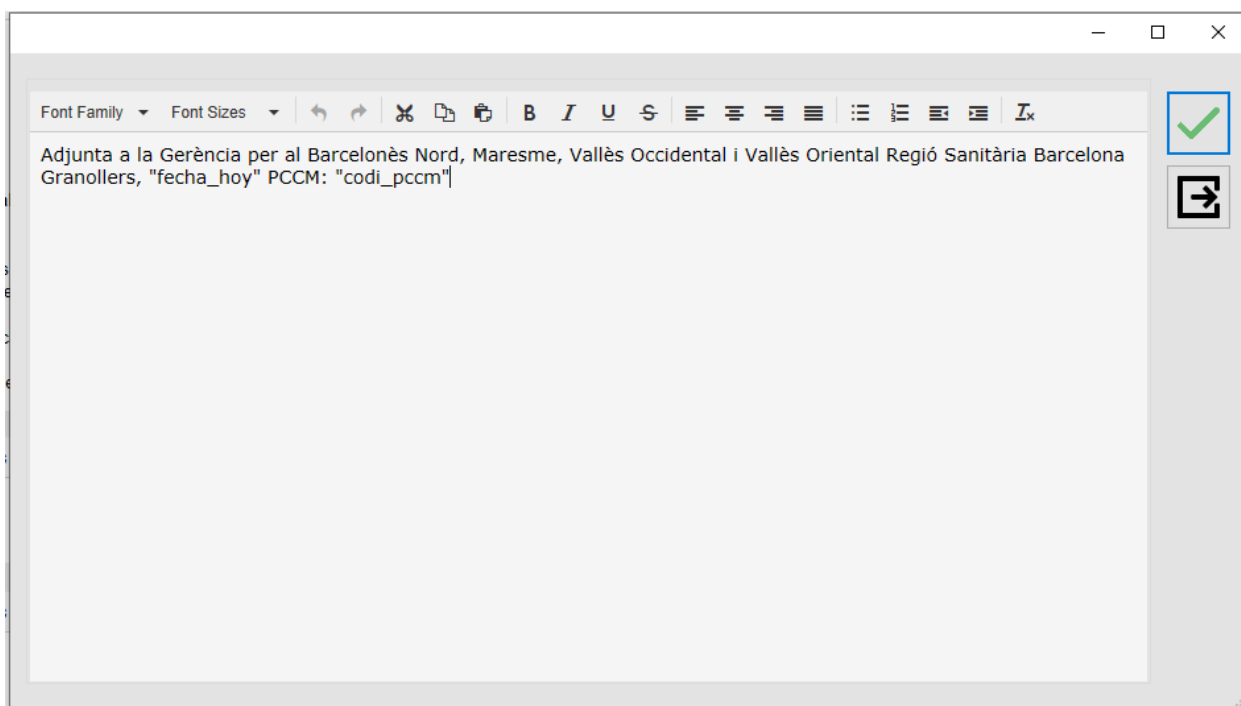 Font Family Font Sizes
Adjunta a la Gerència per al Barcelonès Nord, Maresme, Vallès Occidental i Vallès Oriental Regió Sanitària Barcelona
Granollers, "fecha_hoy" PCCM: "codi_pccm"